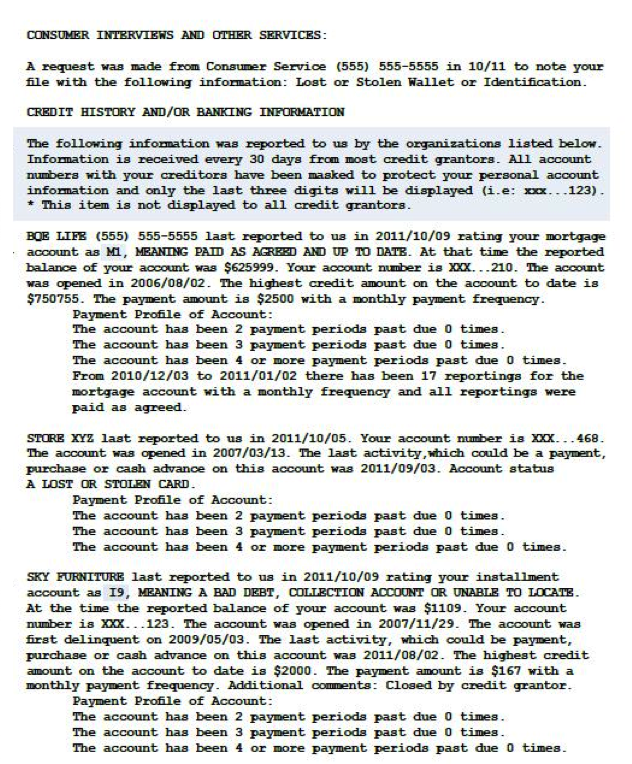 CONSUMER INTERVIEWS AND OTHER SERVICES:
A request was made from Consumer Service (555) 555-5555 in 10/11 to note your
file with the following information: Lost or Stolen Wallet or Identification.
CREDIT HISTORY AND/OR BANKING INFORMATION
The following information was reported to us by the organizations listed below.
Information is received every 30 days from most credit grantors. All account
numbers with your creditors have been masked to protect your personal account
information and only the last three digits will be displayed (i.e: xxx...123).
* This item is not displayed to all credit grantors.
BQE LIFE (555) 555-5555 last reported to us in 2011/10/09 rating your mortgage
account as M1, MEANING PAID AS AGREED AND UP TO DATE. At that time the reported
balance of your account was $625999. Your account number is XXX...210. The account
was opened in 2006/08/02. The highest credit amount on the account to date is
$750755. The payment amount is $2500 with a monthly payment frequency.
Payment Profile of Account:
The account has been 2 payment periods past due 0 times.
The account has been 3 payment periods past due 0 times.
The account has been 4 or more payment periods past due 0 times.
From 2010/12/03 to 2011/01/02 there has been 17 reportings for the
mortgage account with a monthly frequency and all reportings were
paid as agreed.
STORE XYZ last reported to us in 2011/10/05. Your account number is XXX...468.
The account was opened in 2007/03/13. The last activity,which could be a payment,
purchase or cash advance on this account was 2011/09/03. Account status
A LOST OR STOLEN CARD.
Payment Profile of Account:
The account has been 2 payment periods past due 0 times.
The account has been 3 payment periods past due 0 times.
The account has been 4 or more payment periods past due 0 times.
SKY FURNITURE last reported to us in 2011/10/09 rating your installment
account as I9, MEANING A BAD DEBT, COLLECTION ACCOUNT OR UNABLE TO LOCATE.
At the time the reported balance of your account was $1109. Your account
number is XXX...123. The account was opened in 2007/11/29. The account was
first delinquent on 2009/05/03. The last activity, which could be payment,
purchase or cash advance on this account was 2011/08/02. The highest credit
amount on the account to date is $2000. The payment amount is $167 with a
monthly payment frequency. Additional comments: Closed by credit grantor.
Payment Profile of Account:
The account has been 2 payment periods past due 0 times.
The account has been 3 payment periods past due 0 times.
The account has been 4 or more payment periods past due 0 times.